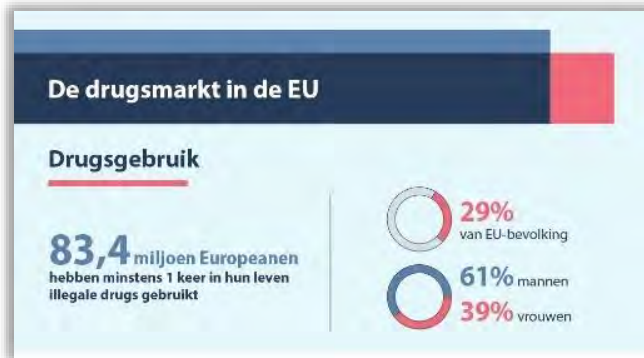 De drugsmarkt in de EU
Drugsgebruik
83,4 miljoen Europeanen
hebben minstens 1 keer in hun leven
illegale drugs gebruikt
29%
van EU-bevolking
61% mannen
39% vrouwen